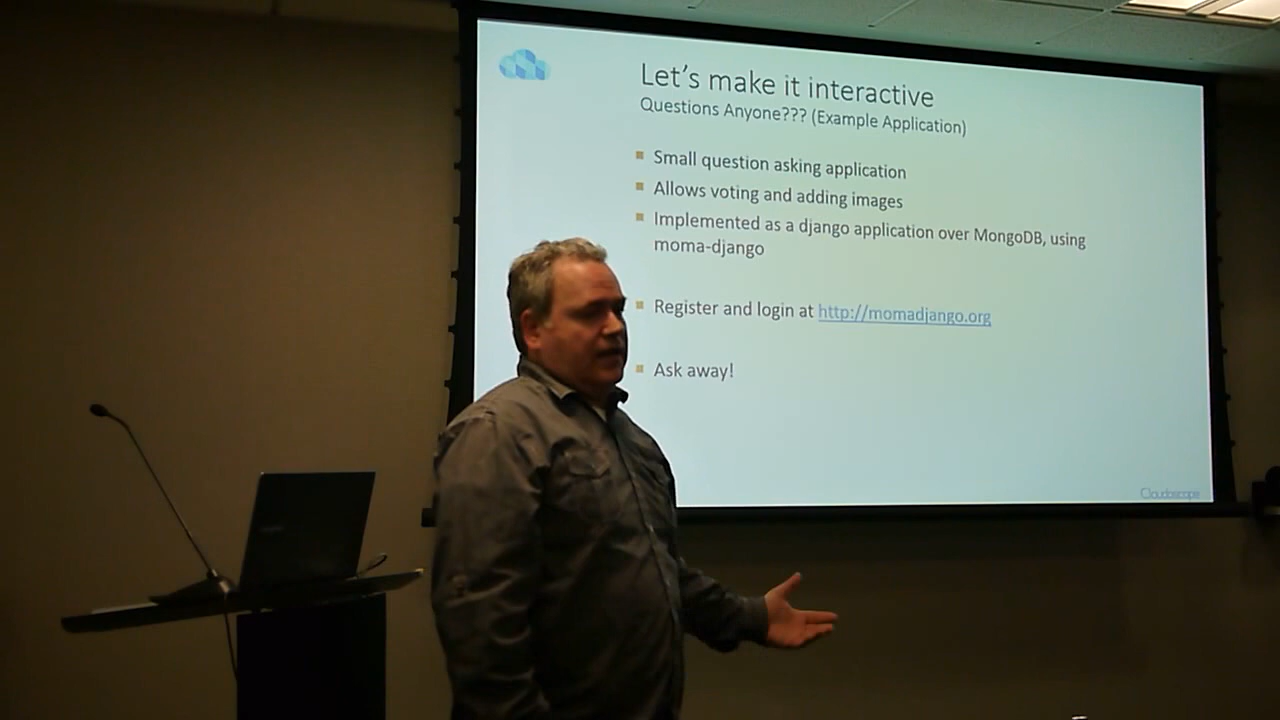 Let's make it interactive
Questions Anyone??? (Example Application)
Small question asking application
Allows voting and adding images
Implemented as a django application over MongoDB, using
moma-django
Register and login at http://momadjango.org
Ask away!
Cloudoscope